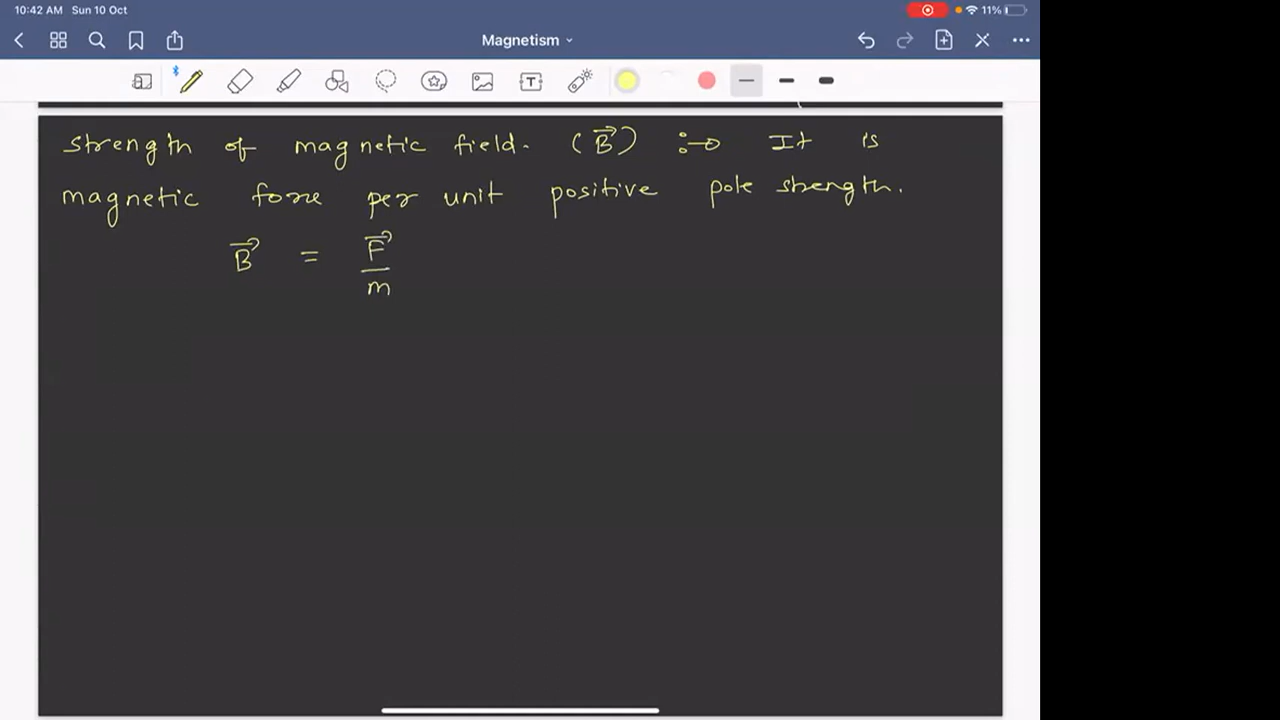 10:42 AM Sun 10 Oct
11%
Magnetism
strength of magnetic field. (B⃗) :→ It is
magnetic force per unit positive pole strength.
B⃗ = F⃗/m